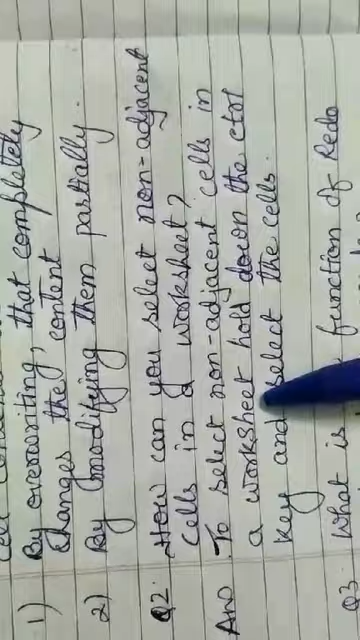 1) By overwriting, that completely
changes the content
2) By modifying them partially.
Q2. How can you select non-adjacent
cells in a worksheet?
Ans. To select non-adjacent cells in
a worksheet hold down the ctrl
key and select the cells.
Q3. What is function of Redo